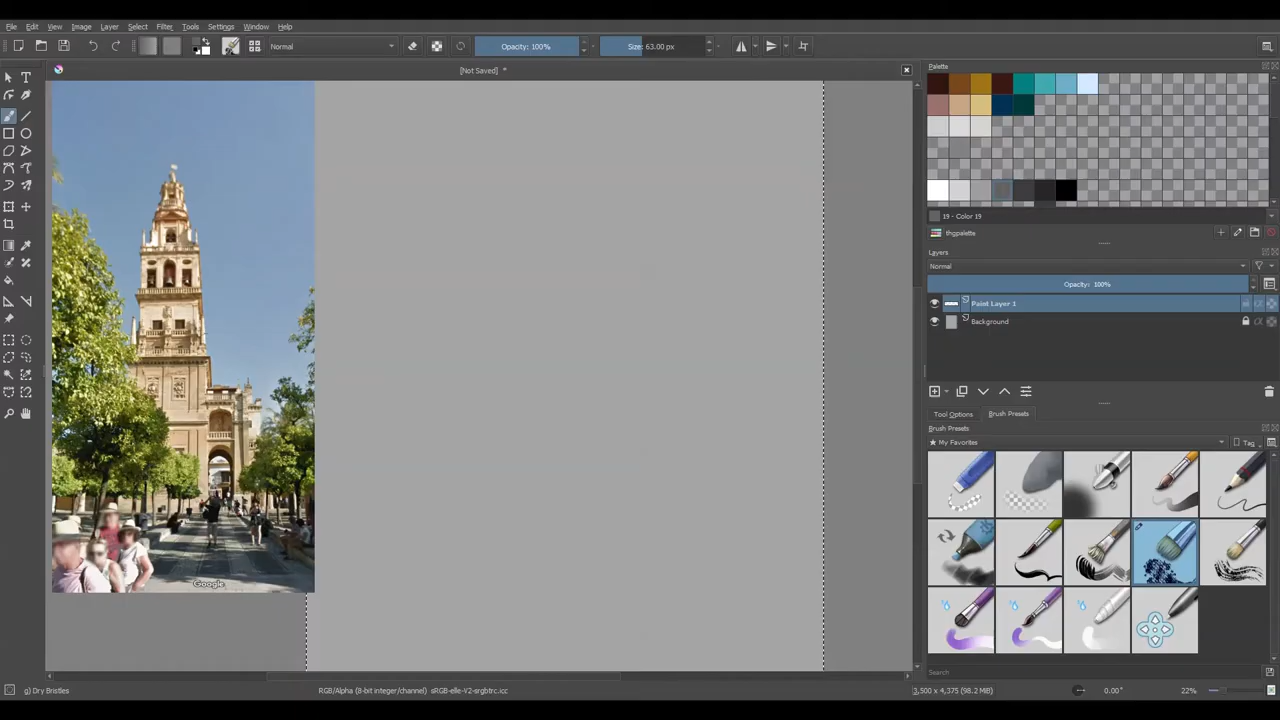 File Edit View Image Layer Select Filter Tools Settings Window Help
Normal Opacity: 100% Size: 63.00 px
[Not Saved] *
Palette
19 - Color 19
thgpalette
Layers
Normal
Opacity: 100%
Paint Layer 1
Background
Tool Options Brush Presets
Brush Presets
★ My Favorites Tag
Google
Search
g) Dry Bristles RGB/Alpha (8-bit integer/channel) sRGB-elle-V2-srgbtrc.icc 3,500 x 4,375 (98.2 MiB) 0.00° 22%